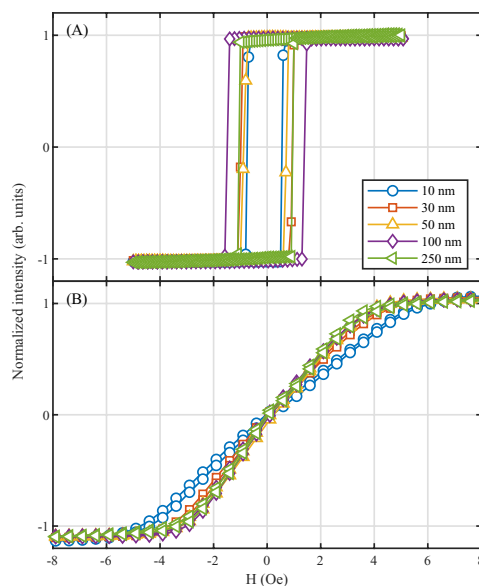 (A)
1
0
-1
10 nm
30 nm
50 nm
100 nm
250 nm
Normalized intensity (arb. units)
(B)
1
0
-1
-8 -6 -4 -2 0 2 4 6 8
H (Oe)